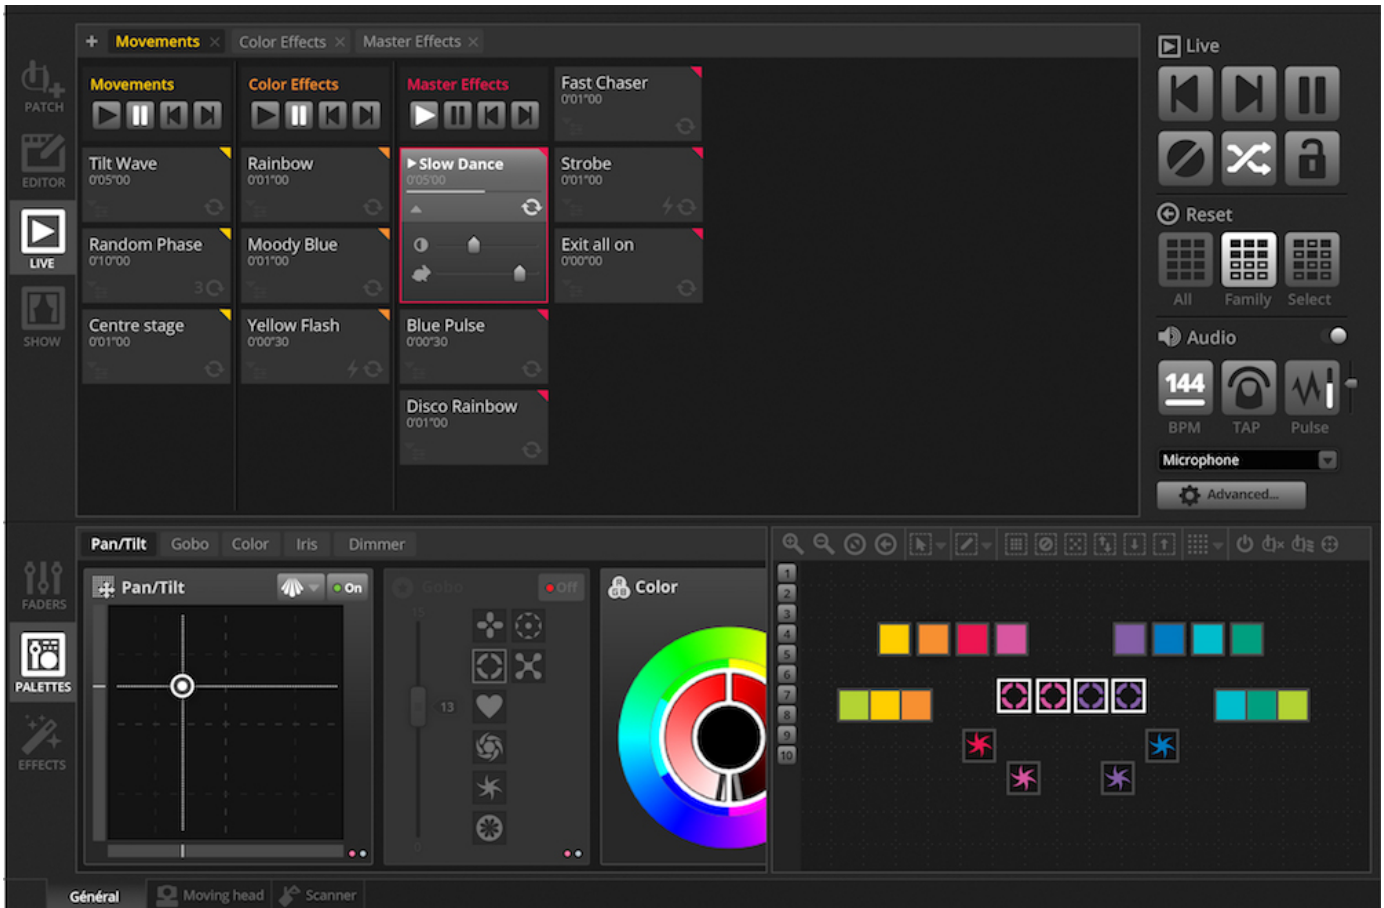 + Movements × Color Effects × Master Effects ×
PATCH
EDITOR
LIVE
SHOW
Movements
Tilt Wave
0'05"00
Random Phase
0'10"00
3
Centre stage
0'01"00
Color Effects
Rainbow
0'01"00
Moody Blue
0'01"00
Yellow Flash
0'00"30
Master Effects
Slow Dance
0'05"00
Blue Pulse
0'00"30
Disco Rainbow
0'01"00
Fast Chaser
0'01"00
Strobe
0'01"00
Exit all on
0'00"00
Live
Reset
All Family Select
Audio
144
BPM TAP Pulse
Microphone
Advanced...
FADERS
PALETTES
EFFECTS
Pan/Tilt Gobo Color Iris Dimmer
Pan/Tilt
On
Gobo
Off
15
13
0
RGB
Color
1
2
3
4
5
6
7
8
9
10
Général Moving head Scanner